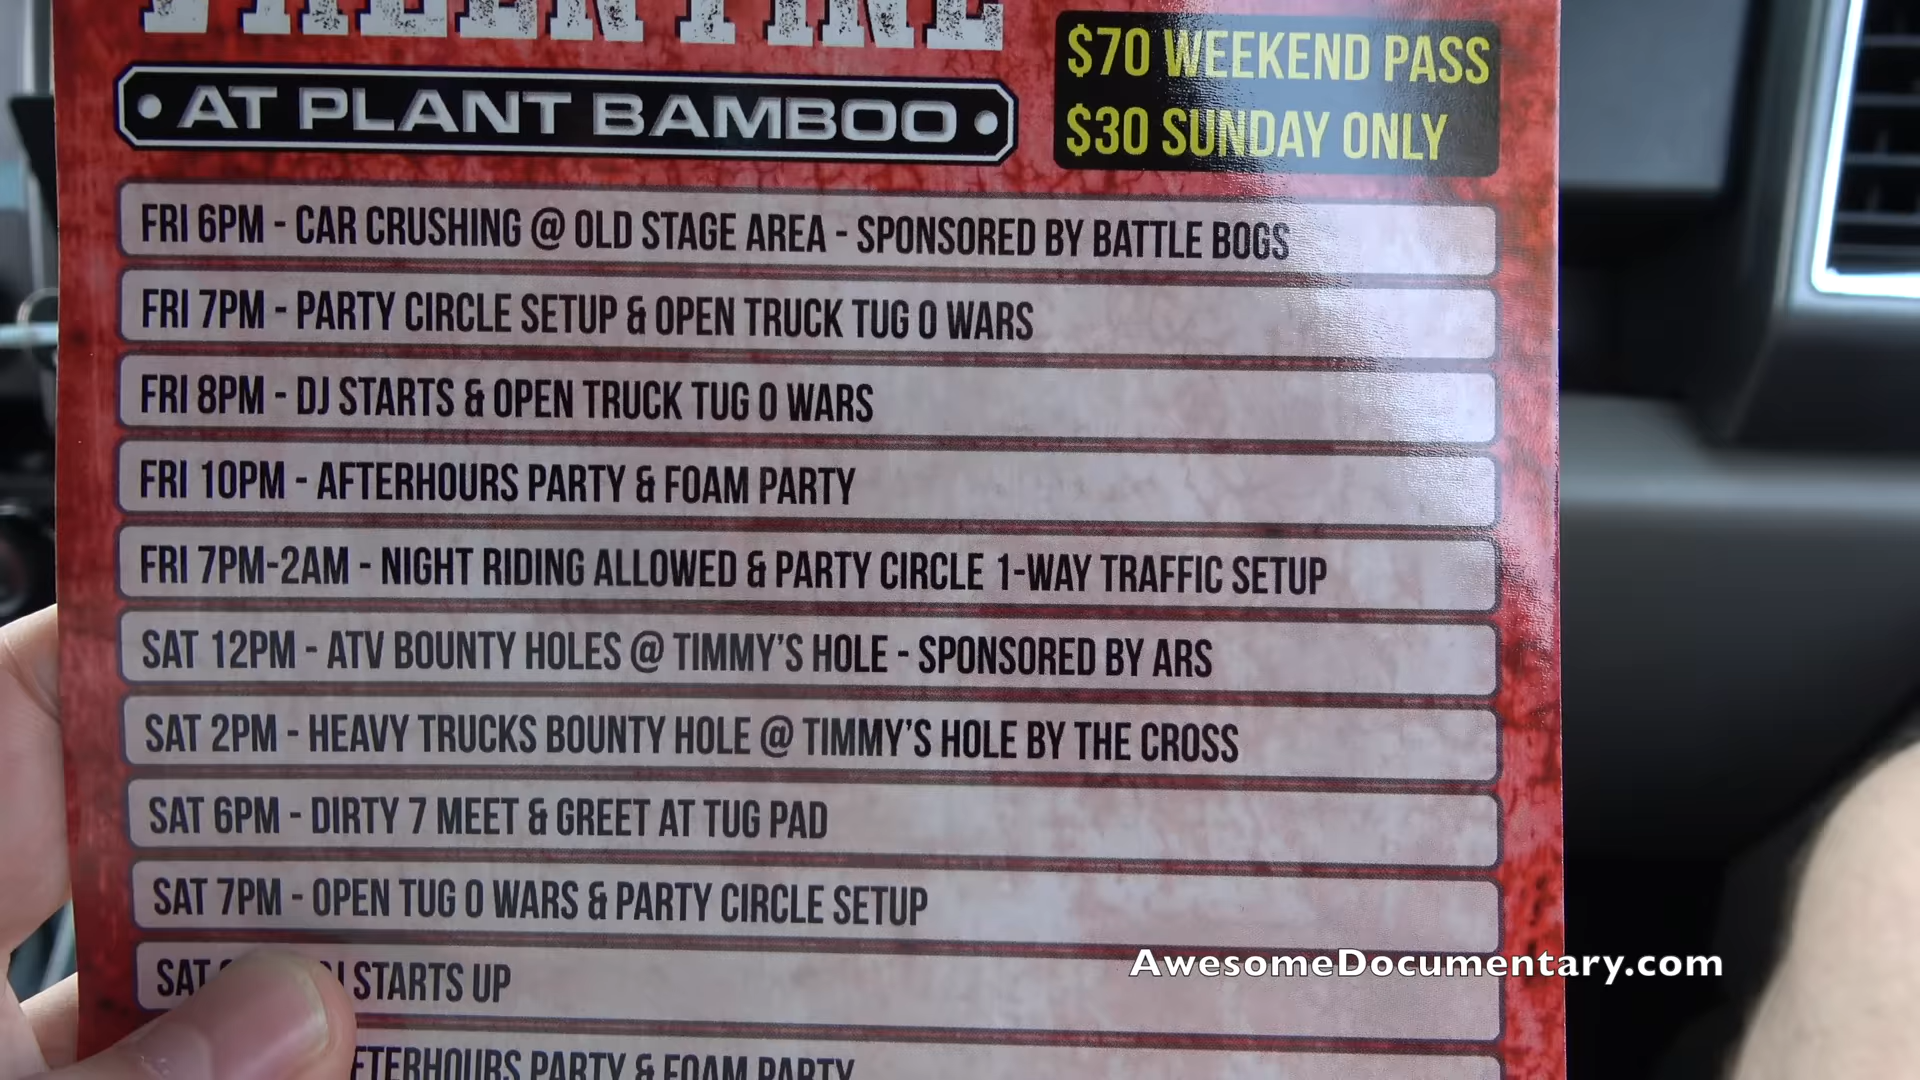 VALENTINE
$70 WEEKEND PASS
$30 SUNDAY ONLY
• AT PLANT BAMBOO •
FRI 6PM - CAR CRUSHING @ OLD STAGE AREA - SPONSORED BY BATTLE BOGS
FRI 7PM - PARTY CIRCLE SETUP & OPEN TRUCK TUG O WARS
FRI 8PM - DJ STARTS & OPEN TRUCK TUG O WARS
FRI 10PM - AFTERHOURS PARTY & FOAM PARTY
FRI 7PM-2AM - NIGHT RIDING ALLOWED & PARTY CIRCLE 1-WAY TRAFFIC SETUP
SAT 12PM - ATV BOUNTY HOLES @ TIMMY'S HOLE - SPONSORED BY ARS
SAT 2PM - HEAVY TRUCKS BOUNTY HOLE @ TIMMY'S HOLE BY THE CROSS
SAT 6PM - DIRTY 7 MEET & GREET AT TUG PAD
SAT 7PM - OPEN TUG O WARS & PARTY CIRCLE SETUP
SAT STARTS UP
AFTERHOURS PARTY & FOAM PARTY
AwesomeDocumentary.com